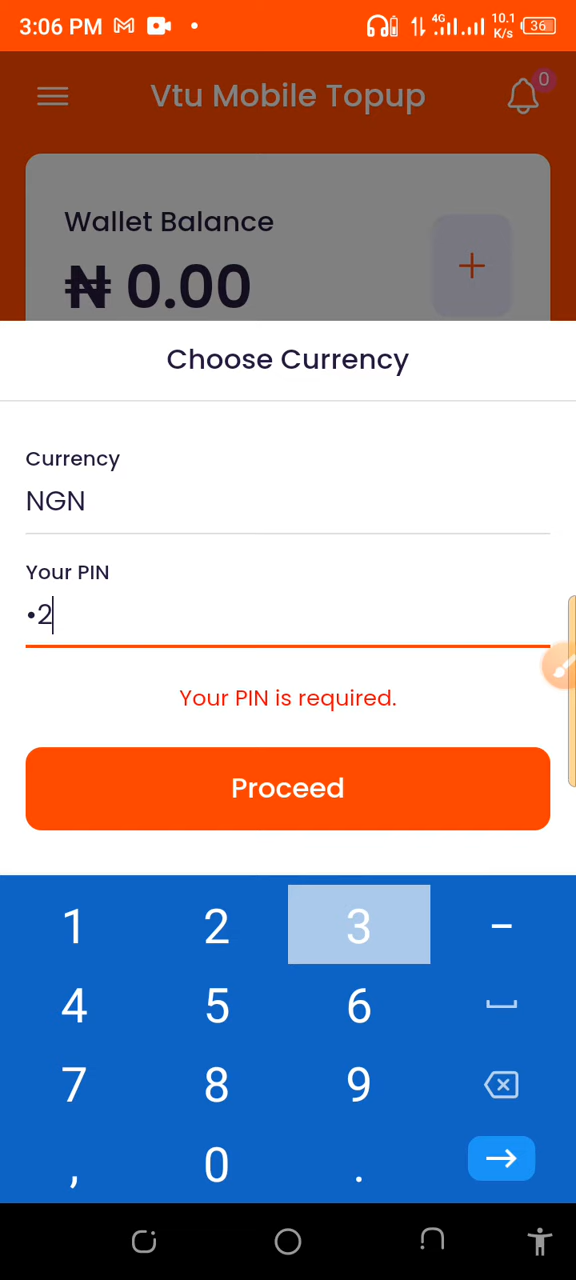 3:06 PM
4G
10.1
K/s
36
Vtu Mobile Topup
0
Wallet Balance
₦ 0.00
+
Choose Currency
Currency
NGN
Your PIN
•2
Your PIN is required.
Proceed
1 2 3 –
4 5 6
7 8 9
, 0 .